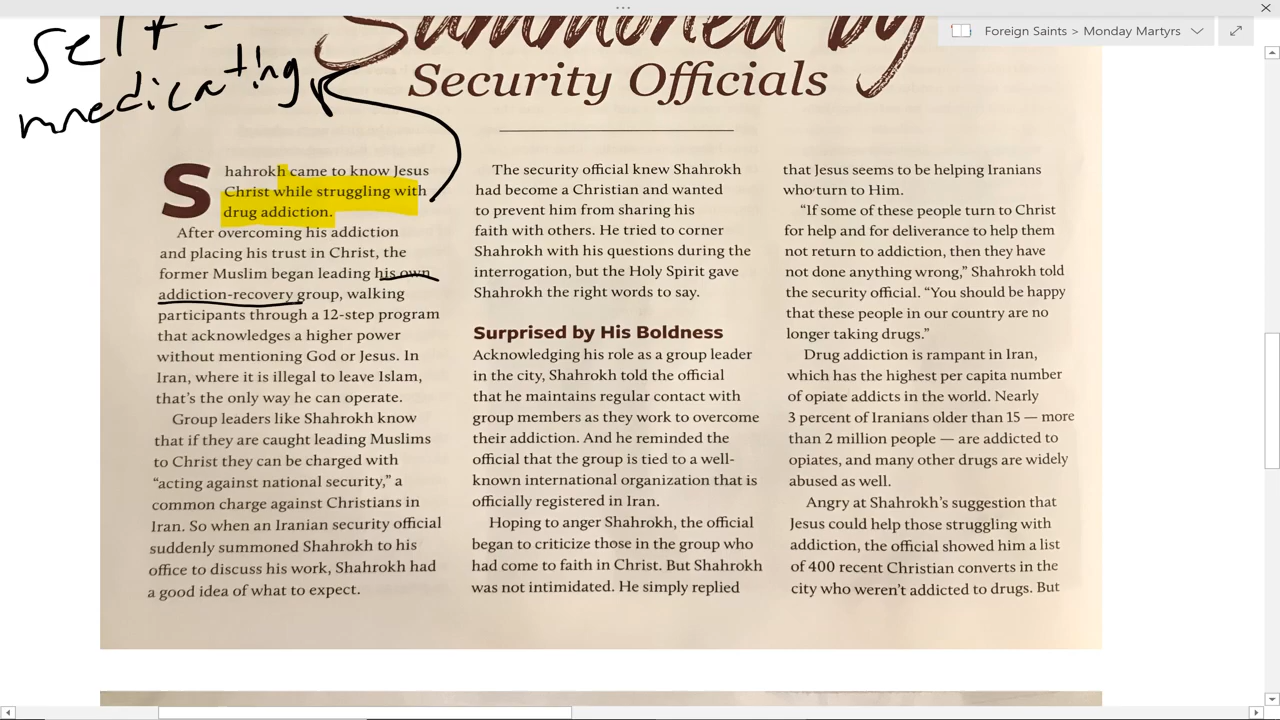 Foreign Saints > Monday Martyrs
self-
medicating
Summoned by
Security Officials
Shahrokh came to know Jesus
Christ while struggling with
drug addiction.
After overcoming his addiction
and placing his trust in Christ, the
former Muslim began leading his own
addiction-recovery group, walking
participants through a 12-step program
that acknowledges a higher power
without mentioning God or Jesus. In
Iran, where it is illegal to leave Islam,
that’s the only way he can operate.
Group leaders like Shahrokh know
that if they are caught leading Muslims
to Christ they can be charged with
“acting against national security,” a
common charge against Christians in
Iran. So when an Iranian security official
suddenly summoned Shahrokh to his
office to discuss his work, Shahrokh had
a good idea of what to expect.
The security official knew Shahrokh
had become a Christian and wanted
to prevent him from sharing his
faith with others. He tried to corner
Shahrokh with his questions during the
interrogation, but the Holy Spirit gave
Shahrokh the right words to say.
Surprised by His Boldness
Acknowledging his role as a group leader
in the city, Shahrokh told the official
that he maintains regular contact with
group members as they work to overcome
their addiction. And he reminded the
official that the group is tied to a well-
known international organization that is
officially registered in Iran.
Hoping to anger Shahrokh, the official
began to criticize those in the group who
had come to faith in Christ. But Shahrokh
was not intimidated. He simply replied
that Jesus seems to be helping Iranians
who turn to Him.
“If some of these people turn to Christ
for help and for deliverance to help them
not return to addiction, then they have
not done anything wrong,” Shahrokh told
the security official. “You should be happy
that these people in our country are no
longer taking drugs.”
Drug addiction is rampant in Iran,
which has the highest per capita number
of opiate addicts in the world. Nearly
3 percent of Iranians older than 15 — more
than 2 million people — are addicted to
opiates, and many other drugs are widely
abused as well.
Angry at Shahrokh’s suggestion that
Jesus could help those struggling with
addiction, the official showed him a list
of 400 recent Christian converts in the
city who weren’t addicted to drugs. But